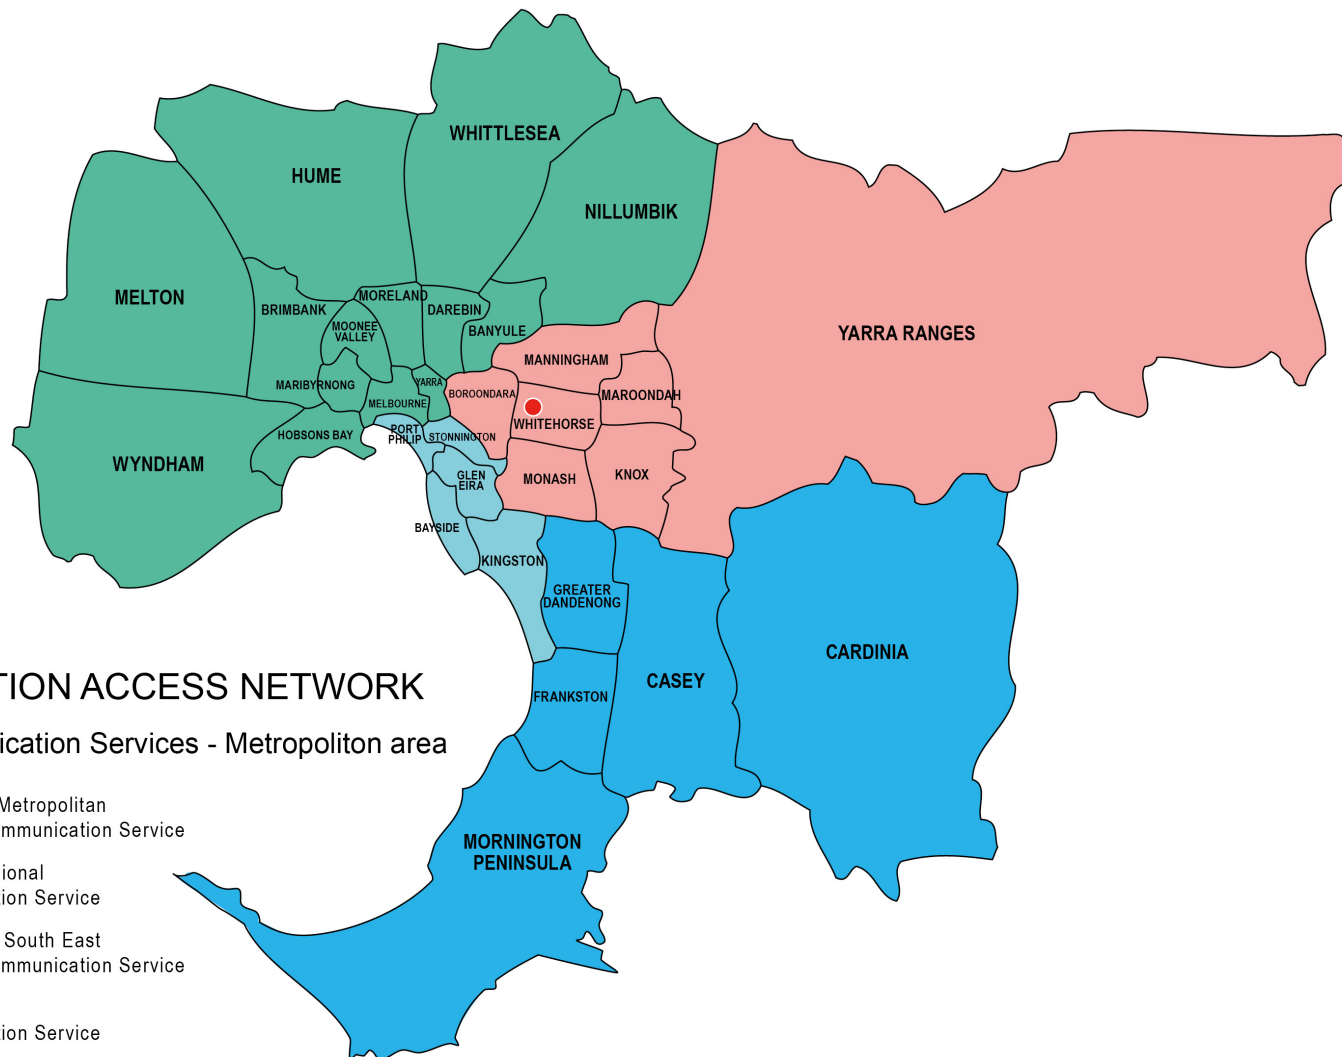 WHITTLESEA
HUME
NILLUMBIK
MELTON
MORELAND
BRIMBANK
DAREBIN
MOONEE
VALLEY
BANYULE
YARRA RANGES
MANNINGHAM
MARIBYRNONG
YARRA
BOROONDARA
MAROONDAH
MELBOURNE
WHITEHORSE
PORT
PHILIP
STONNINGTON
HOBSONS BAY
WYNDHAM
GLEN
EIRA
MONASH
KNOX
BAYSIDE
KINGSTON
GREATER
DANDENONG
CARDINIA
CASEY
FRANKSTON
MORNINGTON
PENINSULA
TION ACCESS NETWORK
ication Services - Metropoliton area
Metropolitan
mmunication Service
ional
tion Service
South East
mmunication Service
tion Service